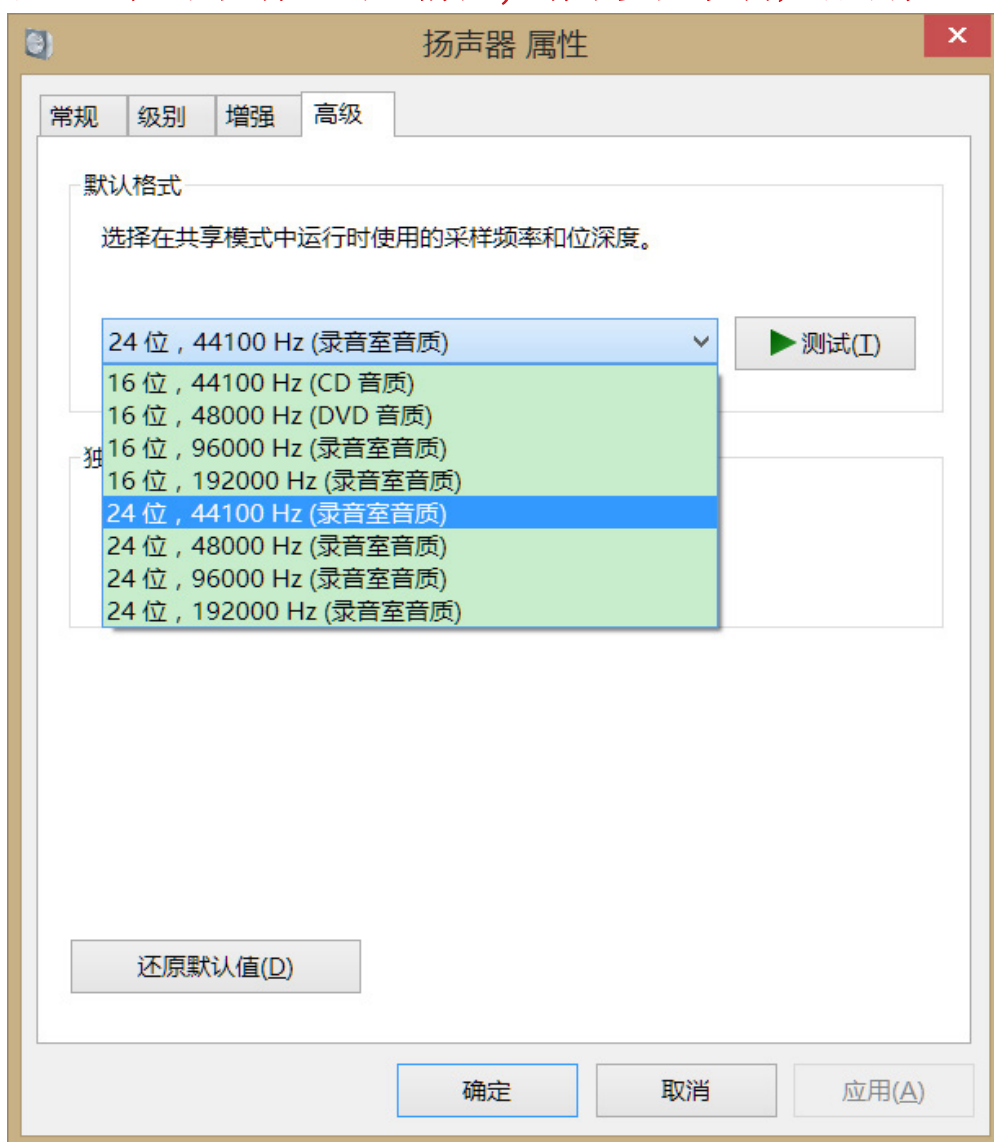 扬声器 属性
常规 级别 增强 高级
默认格式
选择在共享模式中运行时使用的采样频率和位深度。
24 位，44100 Hz (录音室音质)
测试(T)
16 位，44100 Hz (CD 音质)
16 位，48000 Hz (DVD 音质)
独
16 位，96000 Hz (录音室音质)
16 位，192000 Hz (录音室音质)
24 位，44100 Hz (录音室音质)
24 位，48000 Hz (录音室音质)
24 位，96000 Hz (录音室音质)
24 位，192000 Hz (录音室音质)
还原默认值(D)
确定 取消 应用(A)